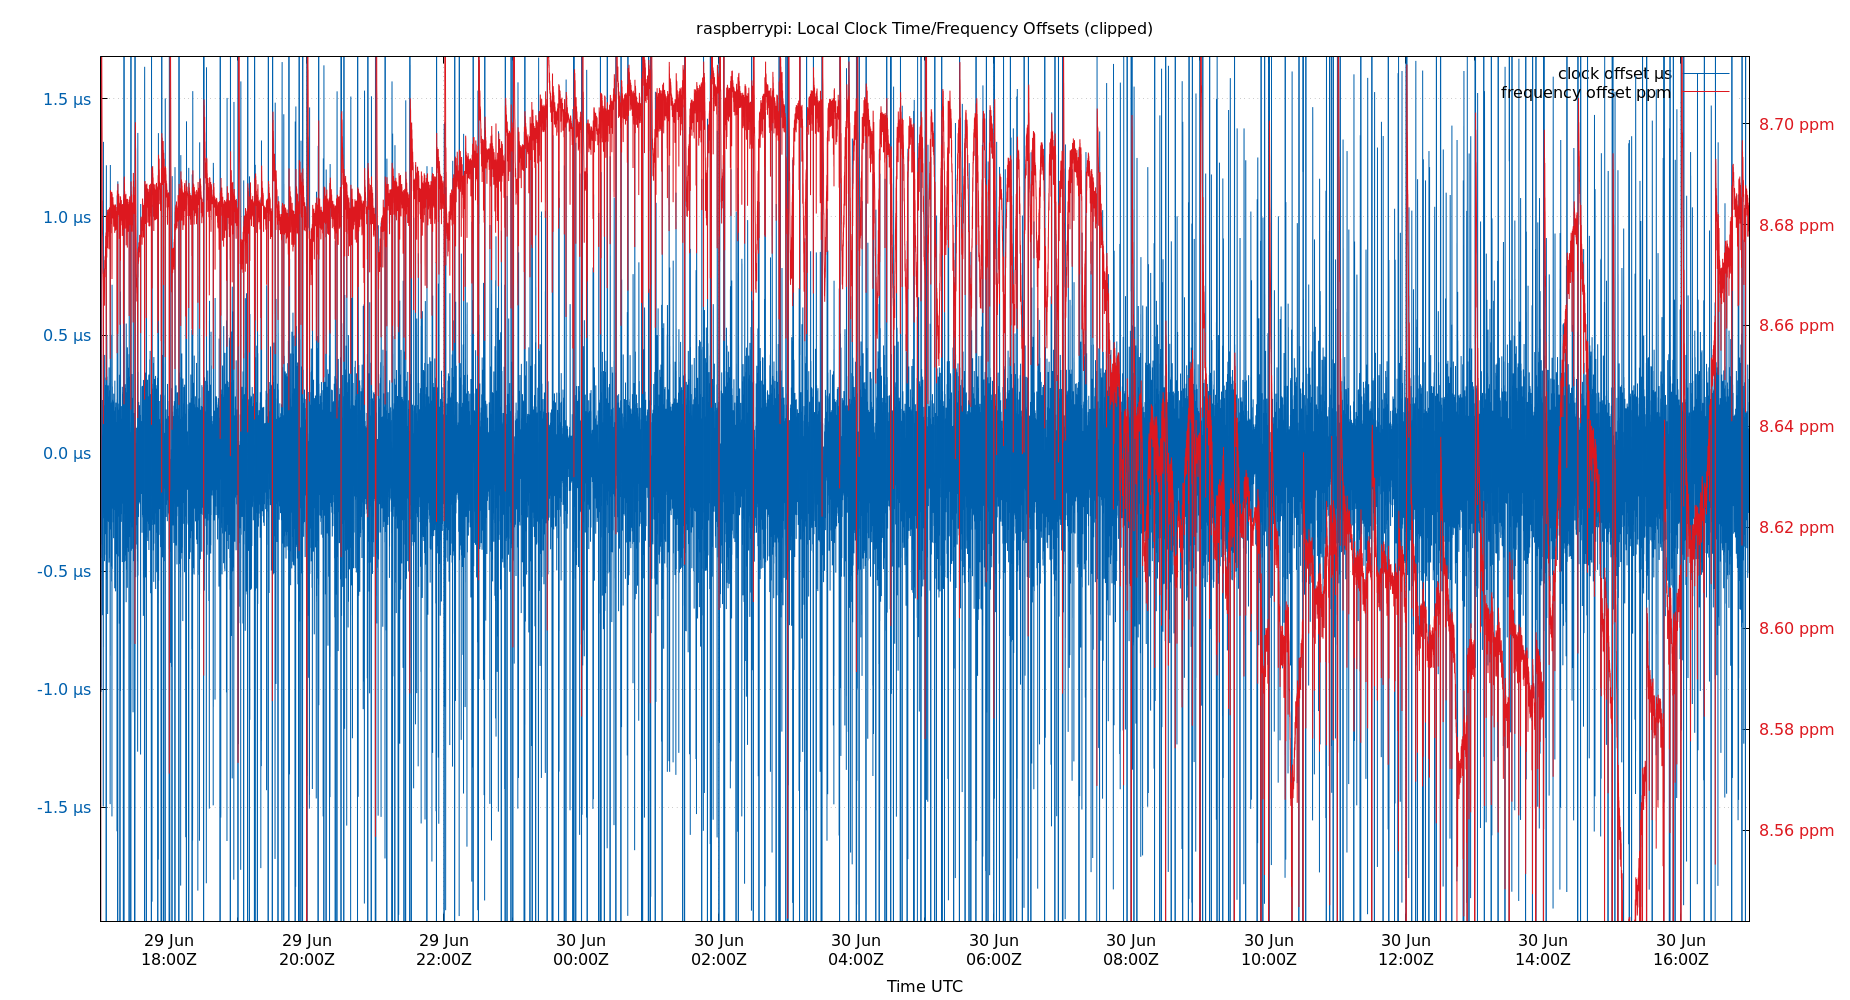 raspberrypi: Local Clock Time/Frequency Offsets (clipped)
clock offset µs
frequency offset ppm
1.5 µs
1.0 µs
0.5 µs
0.0 µs
-0.5 µs
-1.0 µs
-1.5 µs
8.70 ppm
8.68 ppm
8.66 ppm
8.64 ppm
8.62 ppm
8.60 ppm
8.58 ppm
8.56 ppm
29 Jun 29 Jun 29 Jun 30 Jun 30 Jun 30 Jun 30 Jun 30 Jun 30 Jun 30 Jun 30 Jun 30 Jun
18:00Z 20:00Z 22:00Z 00:00Z 02:00Z 04:00Z 06:00Z 08:00Z 10:00Z 12:00Z 14:00Z 16:00Z
Time UTC